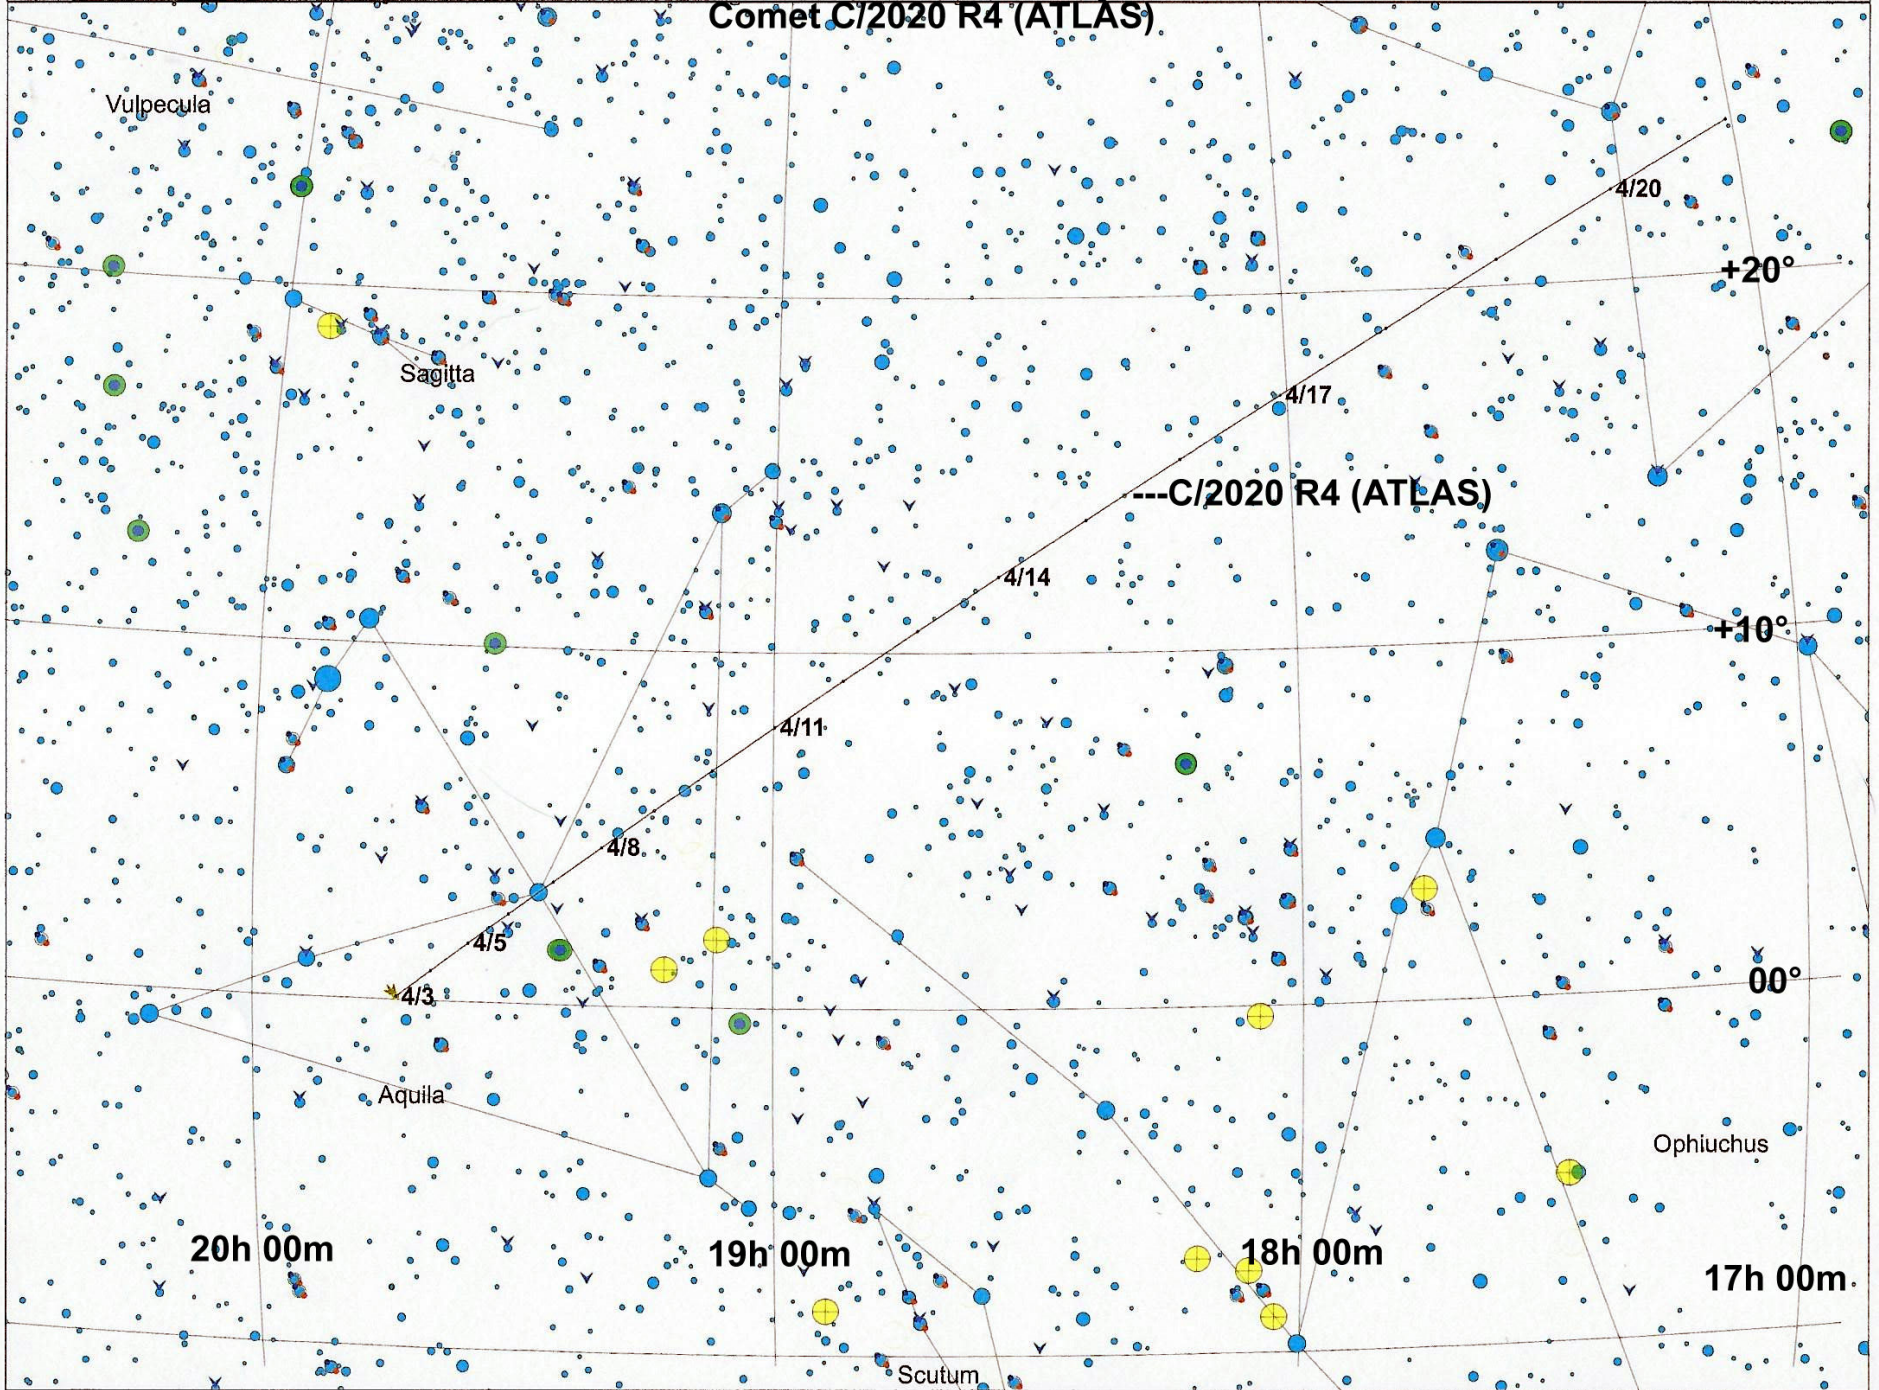 Comet C/2020 R4 (ATLAS)
Vulpecula
4/20
+20°
Sagitta
4/17
---C/2020 R4 (ATLAS)
4/14
+10°
4/11
4/8
4/5
4/3
00°
Aquila
Ophiuchus
20h 00m
19h 00m
18h 00m
17h 00m
Scutum